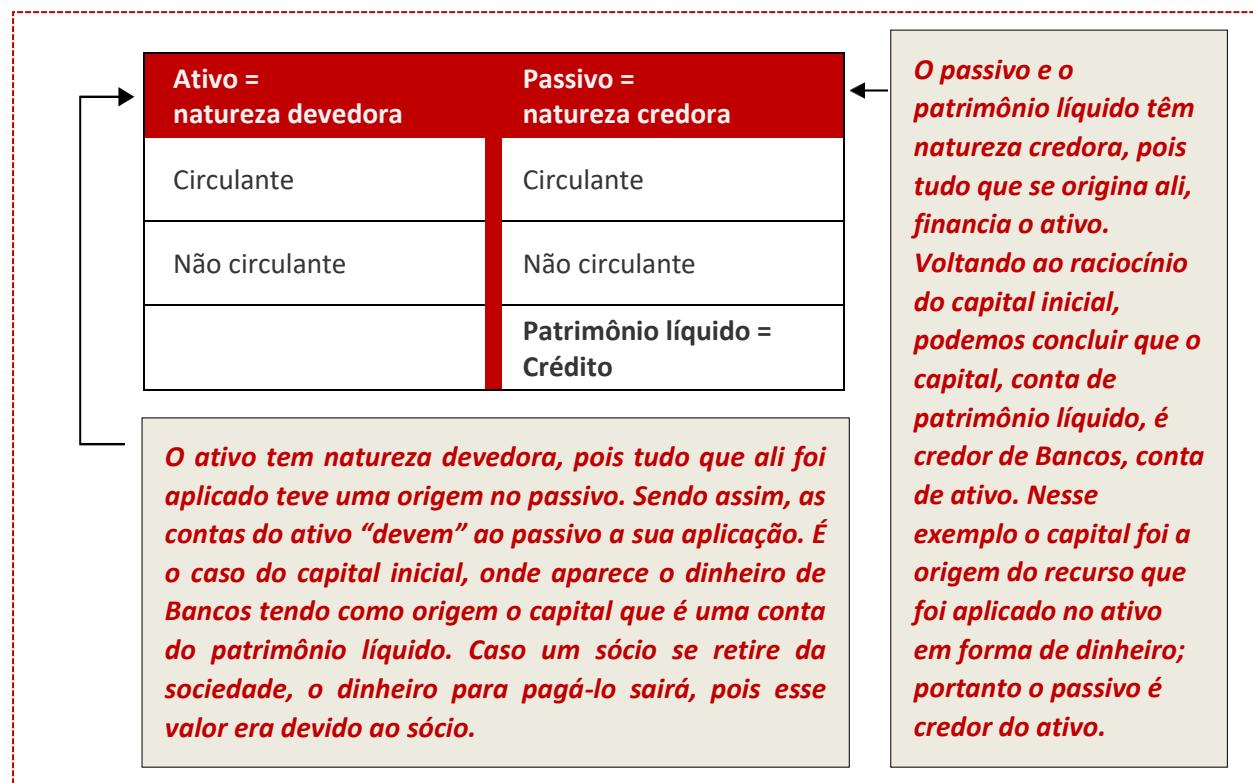 Ativo =
natureza devedora
Passivo =
natureza credora
Circulante
Circulante
Não circulante
Não circulante
Patrimônio líquido =
Crédito
O ativo tem natureza devedora, pois tudo que ali foi
aplicado teve uma origem no passivo. Sendo assim, as
contas do ativo “devem” ao passivo a sua aplicação. É
o caso do capital inicial, onde aparece o dinheiro de
Bancos tendo como origem o capital que é uma conta
do patrimônio líquido. Caso um sócio se retire da
sociedade, o dinheiro para pagá-lo sairá, pois esse
valor era devido ao sócio.
O passivo e o
patrimônio líquido têm
natureza credora, pois
tudo que se origina ali,
financia o ativo.
Voltando ao raciocínio
do capital inicial,
podemos concluir que o
capital, conta de
patrimônio líquido, é
credor de Bancos, conta
de ativo. Nesse
exemplo o capital foi a
origem do recurso que
foi aplicado no ativo
em forma de dinheiro;
portanto o passivo é
credor do ativo.